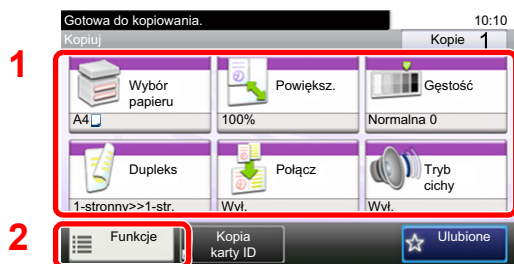 Gotowa do kopiowania.
10:10
Kopiuj
Kopie 1
1
Wybór
papieru
A4
Powiększ.
100%
Gęstość
Normalna 0
Dupleks
1-stronny>>1-str.
Połącz
Wył.
Tryb
cichy
Wył.
2
Funkcje
Kopia
karty ID
Ulubione